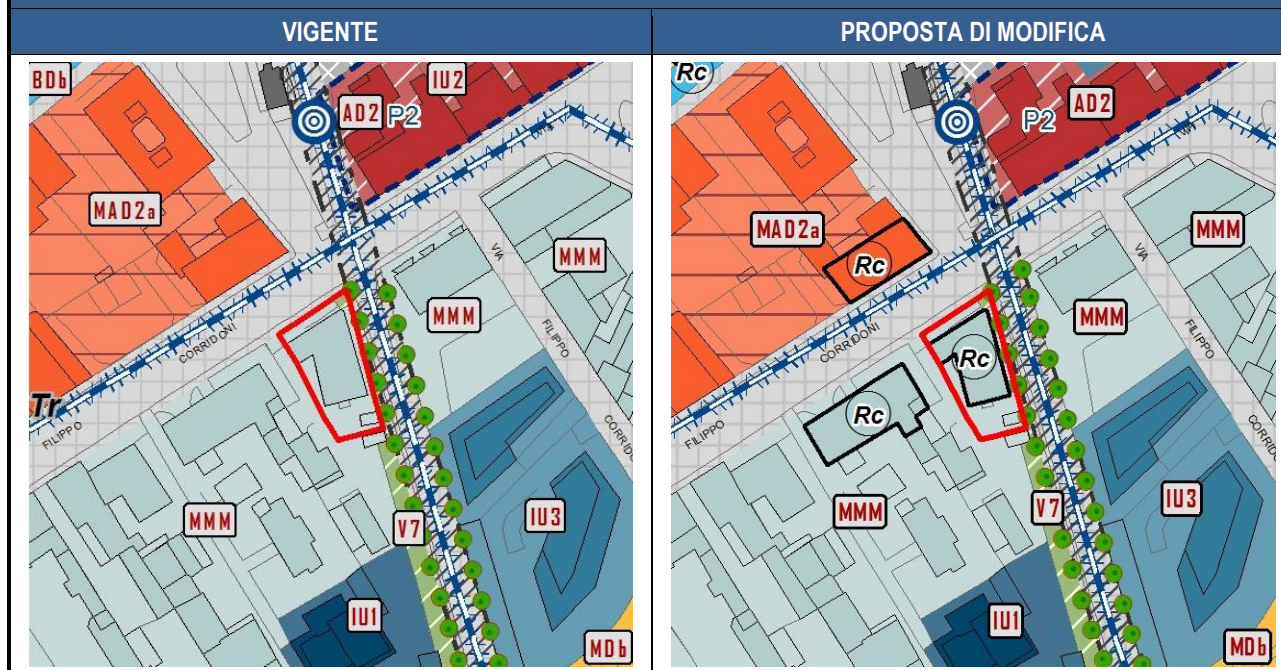 VIGENTE
PROPOSTA DI MODIFICA
BDb
IU2
AD2
P2
MAD2a
MMM
VIA
FILIPPO
CORRIDONI
MMM
CORRIDONI
Tr
FILIPPO
MMM
V7
IU3
IU1
MDb
Rc
AD2
P2
MAD2a
Rc
MMM
VIA
FILIPPO
CORRIDONI
MMM
CORRIDONI
Rc
Rc
FILIPPO
MMM
V7
IU3
IU1
MDb